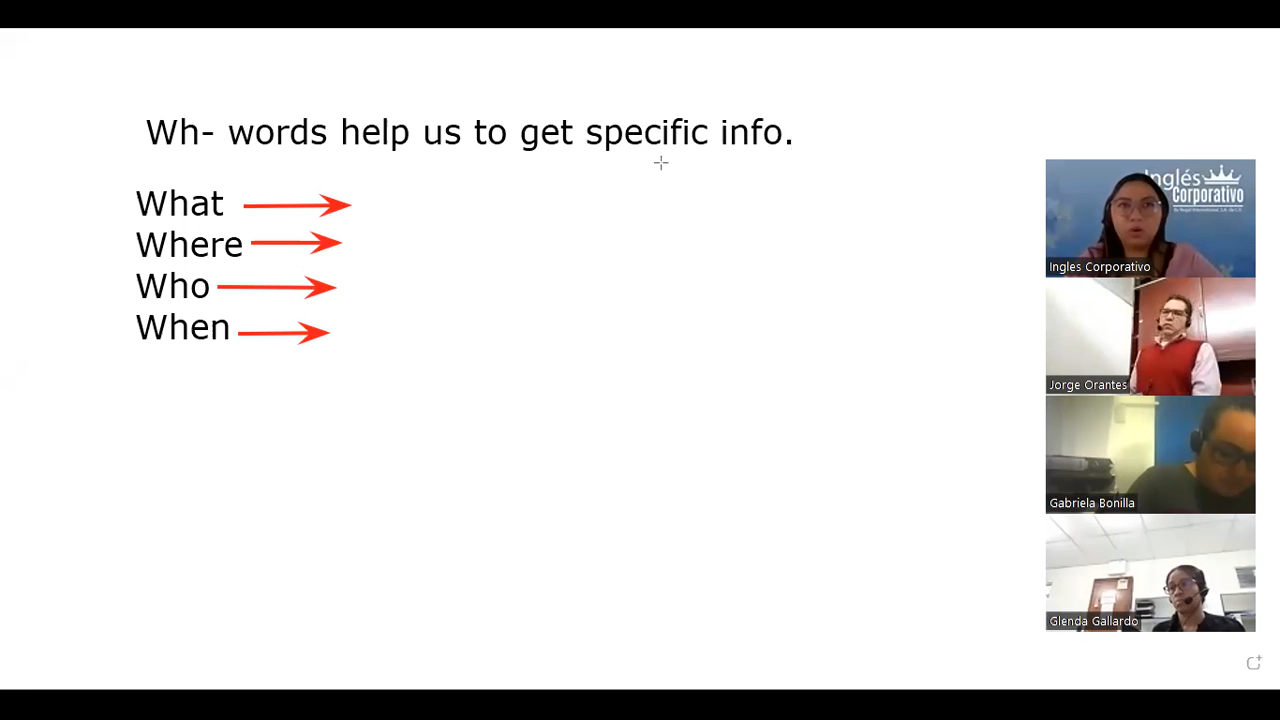 Wh- words help us to get specific info.
What
Where
Who
When
Inglés
Corporativo
Ingles Corporativo
Jorge Orantes
Gabriela Bonilla
Glenda Gallardo